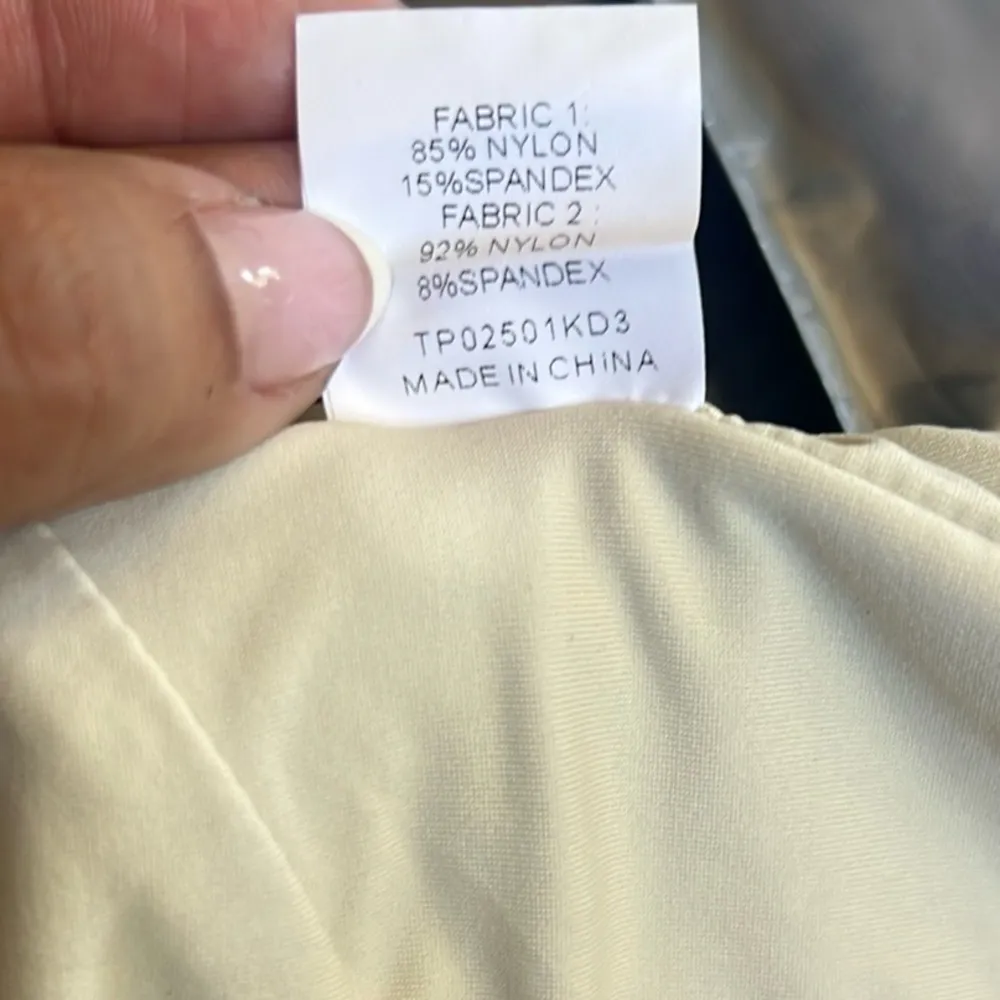 FABRIC 1:
85% NYLON
15%SPANDEX
FABRIC 2 :
92% NYLON
8%SPANDEX
TP02501KD3
MADE IN CHINA